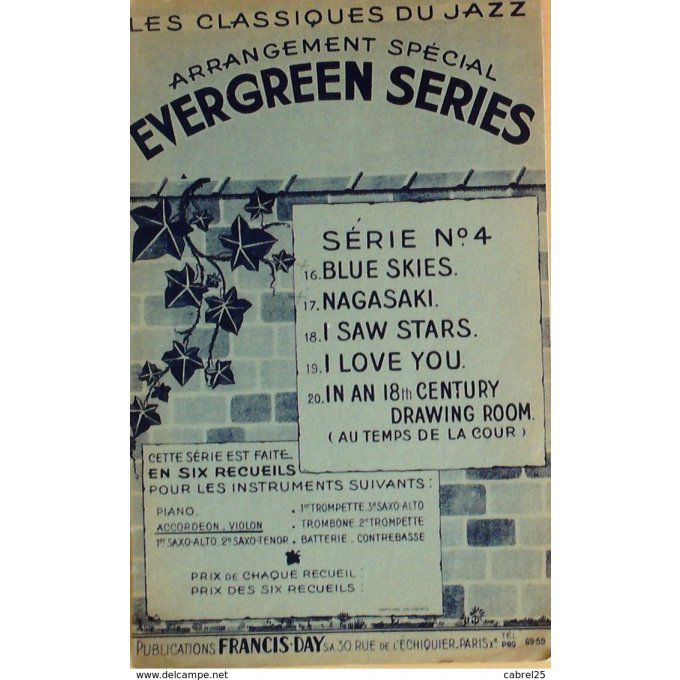 LES CLASSIQUES DU JAZZ
ARRANGEMENT SPÉCIAL
EVERGREEN SERIES
SÉRIE No 4
16. BLUE SKIES.
17. NAGASAKI.
18. I SAW STARS.
19. I LOVE YOU.
20. IN AN 18th CENTURY
DRAWING ROOM.
( AU TEMPS DE LA COUR )
CETTE SÉRIE EST FAITE
EN SIX RECUEILS
POUR LES INSTRUMENTS SUIVANTS :
PIANO. . 1er TROMPETTE 3e SAXO-ALTO
ACCORDEON. VIOLON . TROMBONE. 2e TROMPETTE
1er SAXO-ALTO 2e SAXO-TENOR . BATTERIE. CONTREBASSE
PRIX DE CHAQUE RECUEIL :
PRIX DES SIX RECUEILS :
PUBLICATIONS FRANCIS-DAY S.A. 30 RUE DE L'ECHIQUIER. PARIS Xe TÉL PRO 69-59
www.delcampe.net
cabrel25